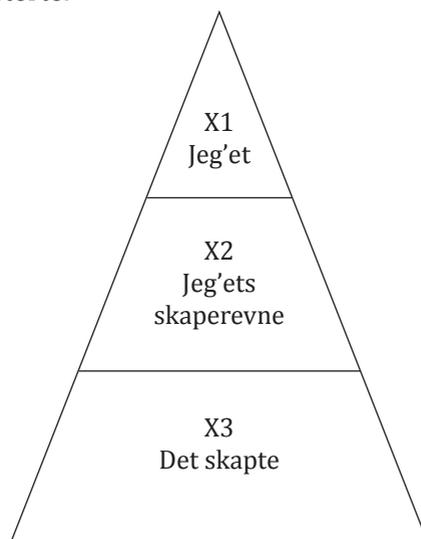 X1
Jeg’et
X2
Jeg’ets
skaperevne
X3
Det skapte